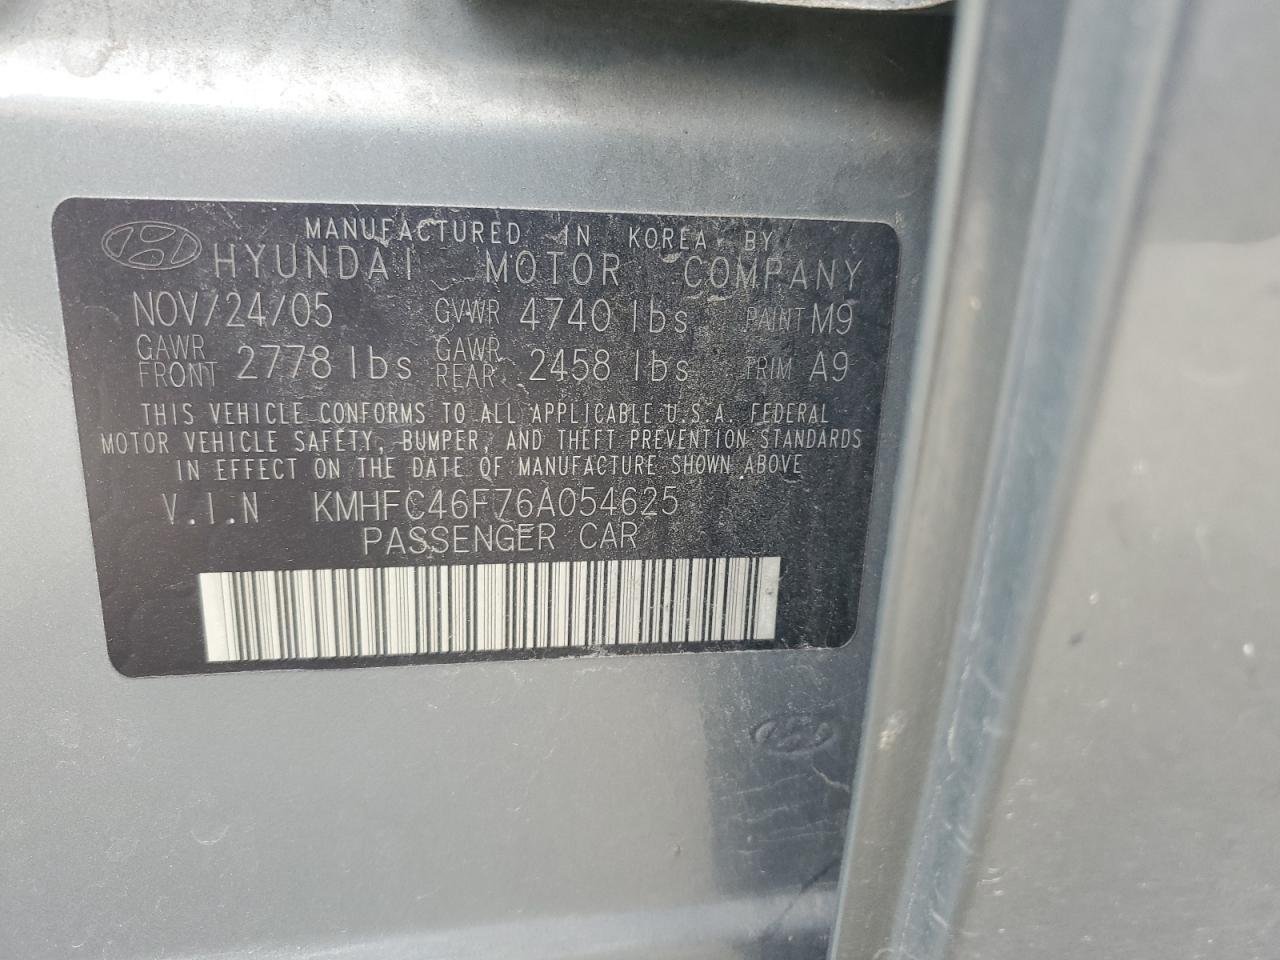 MANUFACTURED IN KOREA BY
HYUNDAI MOTOR COMPANY
NOV/24/05 GVWR 4740 lbs PAINT M9
GAWR FRONT 2778 lbs GAWR REAR 2458 lbs TRIM A9
THIS VEHICLE CONFORMS TO ALL APPLICABLE U.S.A. FEDERAL
MOTOR VEHICLE SAFETY, BUMPER, AND THEFT PREVENTION STANDARDS
IN EFFECT ON THE DATE OF MANUFACTURE SHOWN ABOVE
V.I.N KMHFC46F76A054625
PASSENGER CAR